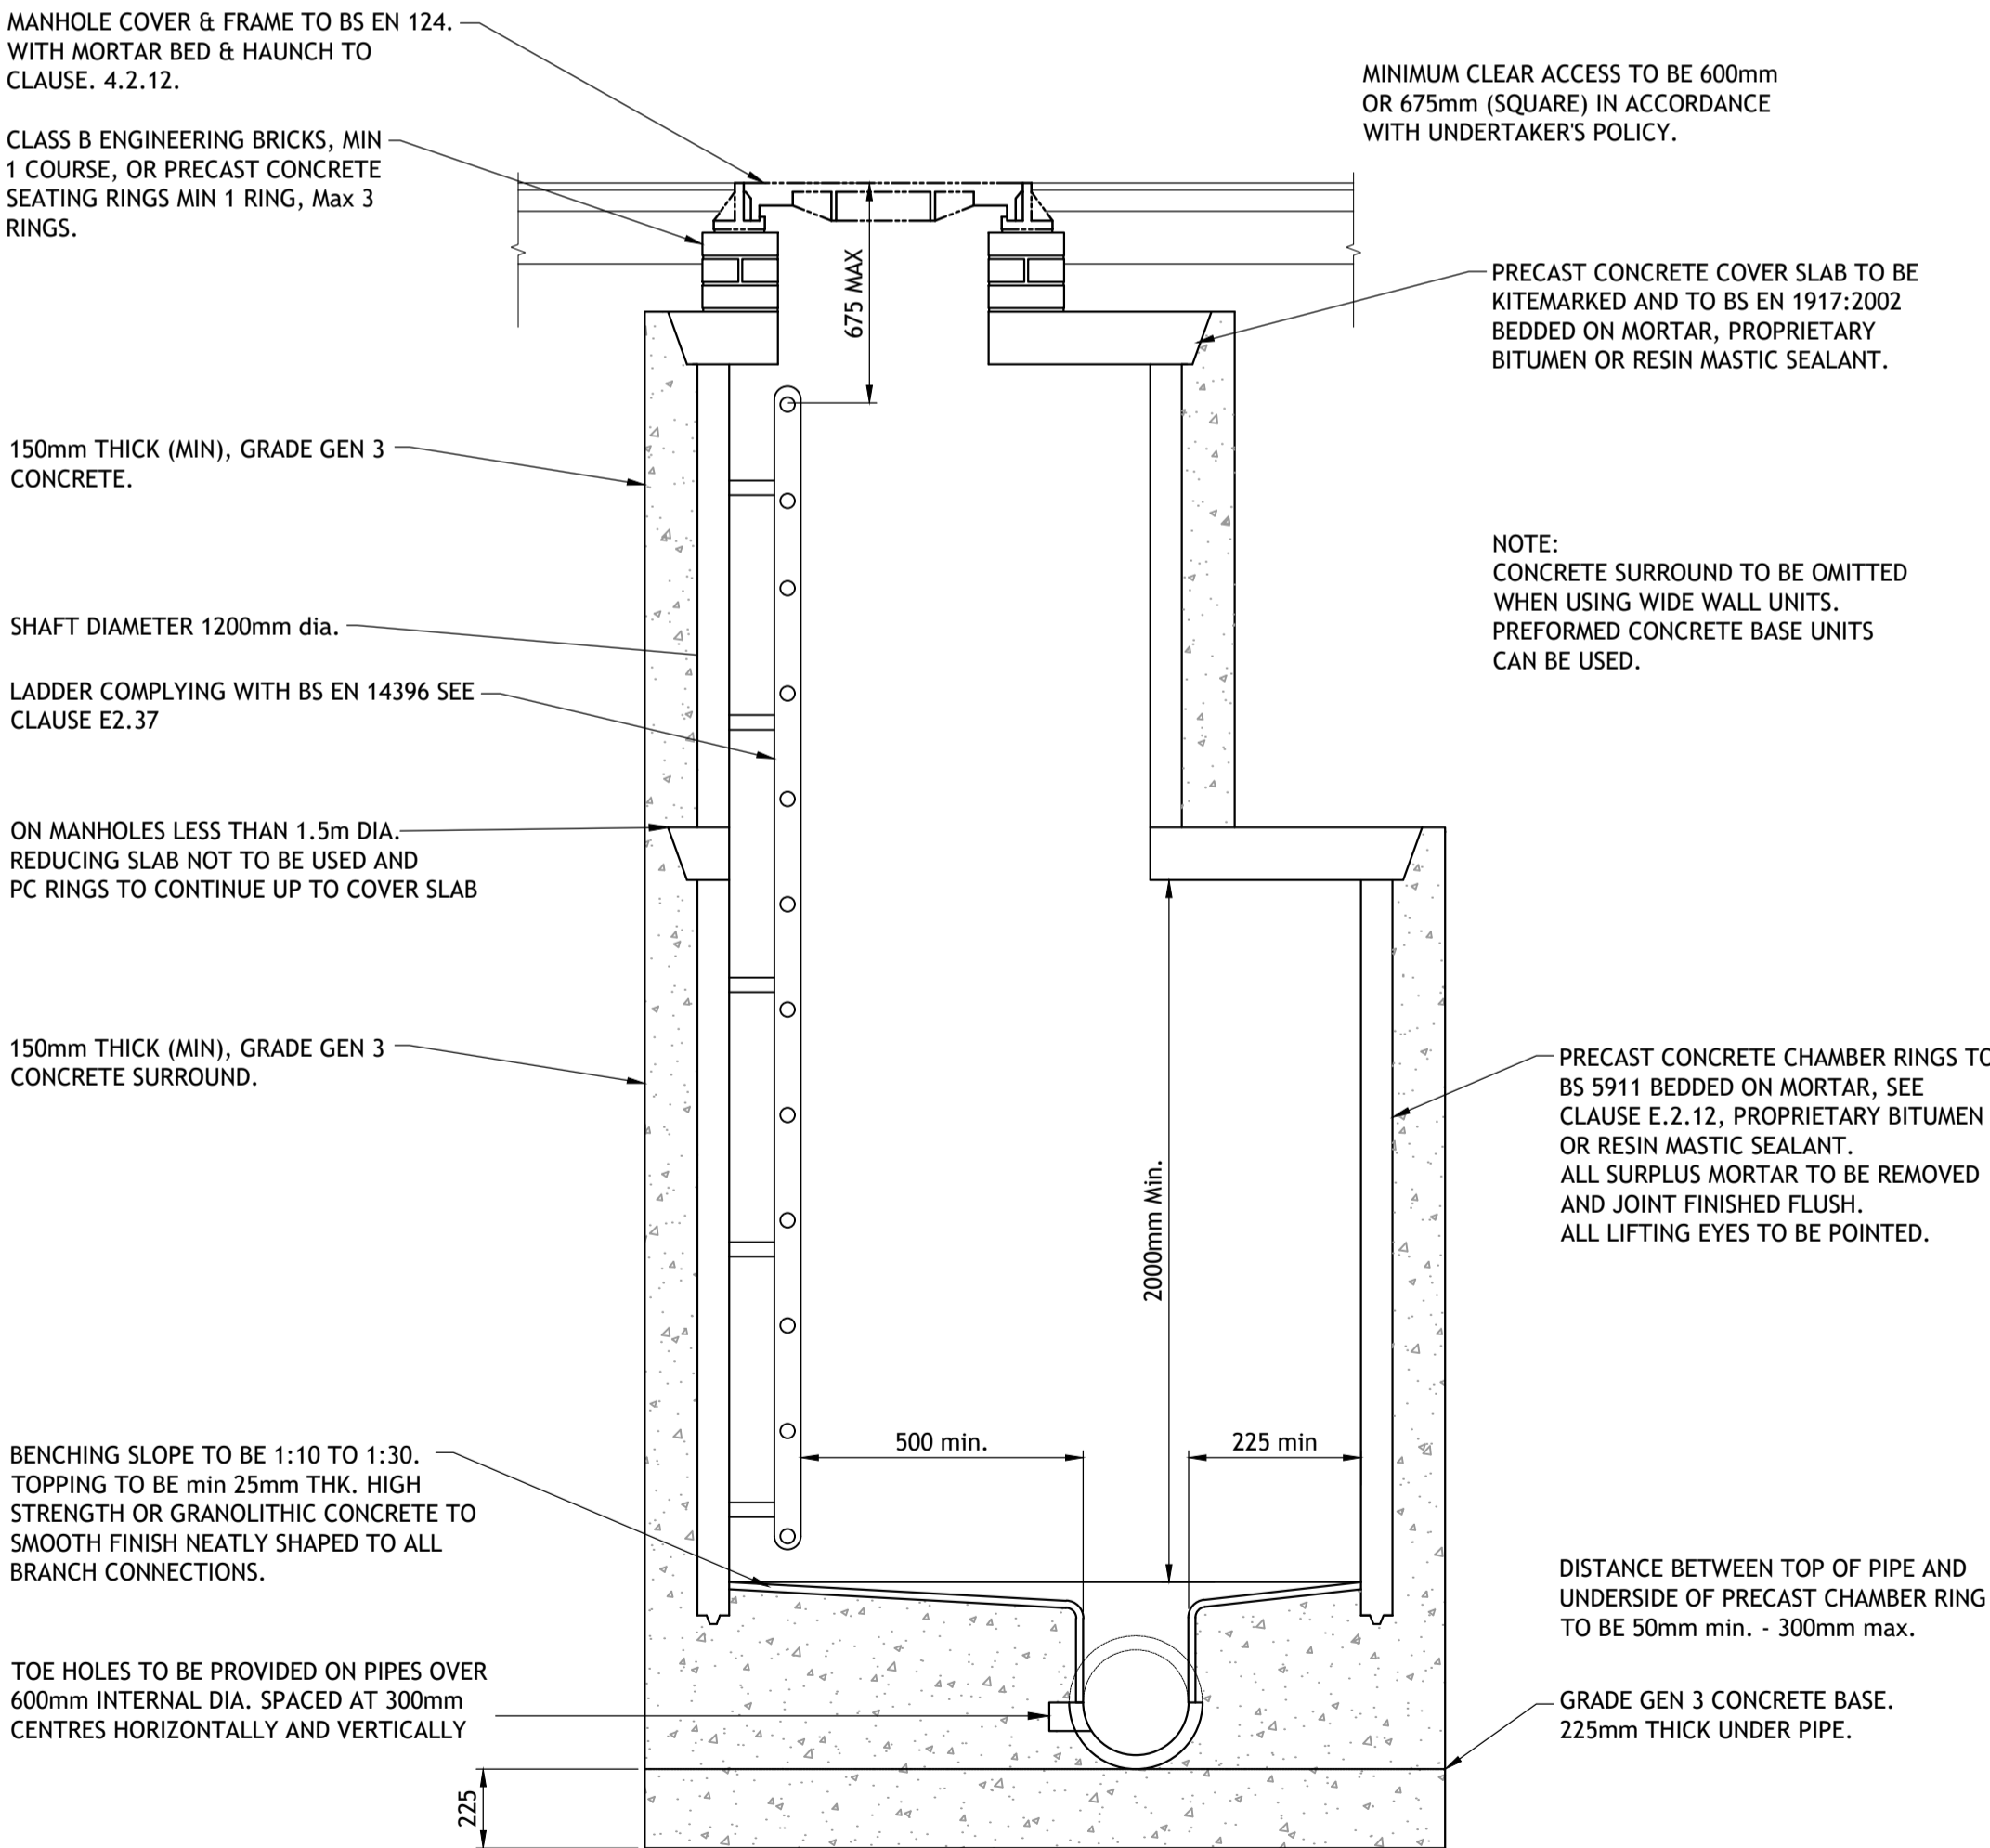 MANHOLE COVER & FRAME TO BS EN 124.
WITH MORTAR BED & HAUNCH TO
CLAUSE. 4.2.12.
CLASS B ENGINEERING BRICKS, MIN
1 COURSE, OR PRECAST CONCRETE
SEATING RINGS MIN 1 RING, Max 3
RINGS.
150mm THICK (MIN), GRADE GEN 3
CONCRETE.
SHAFT DIAMETER 1200mm dia.
LADDER COMPLYING WITH BS EN 14396 SEE
CLAUSE E2.37
ON MANHOLES LESS THAN 1.5m DIA.
REDUCING SLAB NOT TO BE USED AND
PC RINGS TO CONTINUE UP TO COVER SLAB
150mm THICK (MIN), GRADE GEN 3
CONCRETE SURROUND.
BENCHING SLOPE TO BE 1:10 TO 1:30.
TOPPING TO BE min 25mm THK. HIGH
STRENGTH OR GRANOLITHIC CONCRETE TO
SMOOTH FINISH NEATLY SHAPED TO ALL
BRANCH CONNECTIONS.
TOE HOLES TO BE PROVIDED ON PIPES OVER
600mm INTERNAL DIA. SPACED AT 300mm
CENTRES HORIZONTALLY AND VERTICALLY
225
675 MAX
500 min.
225 min
2000mm Min.
MINIMUM CLEAR ACCESS TO BE 600mm
OR 675mm (SQUARE) IN ACCORDANCE
WITH UNDERTAKER'S POLICY.
PRECAST CONCRETE COVER SLAB TO BE
KITEMARKED AND TO BS EN 1917:2002
BEDDED ON MORTAR, PROPRIETARY
BITUMEN OR RESIN MASTIC SEALANT.
NOTE:
CONCRETE SURROUND TO BE OMITTED
WHEN USING WIDE WALL UNITS.
PREFORMED CONCRETE BASE UNITS
CAN BE USED.
PRECAST CONCRETE CHAMBER RINGS TO
BS 5911 BEDDED ON MORTAR, SEE
CLAUSE E.2.12, PROPRIETARY BITUMEN
OR RESIN MASTIC SEALANT.
ALL SURPLUS MORTAR TO BE REMOVED
AND JOINT FINISHED FLUSH.
ALL LIFTING EYES TO BE POINTED.
DISTANCE BETWEEN TOP OF PIPE AND
UNDERSIDE OF PRECAST CHAMBER RING
TO BE 50mm min. - 300mm max.
GRADE GEN 3 CONCRETE BASE.
225mm THICK UNDER PIPE.